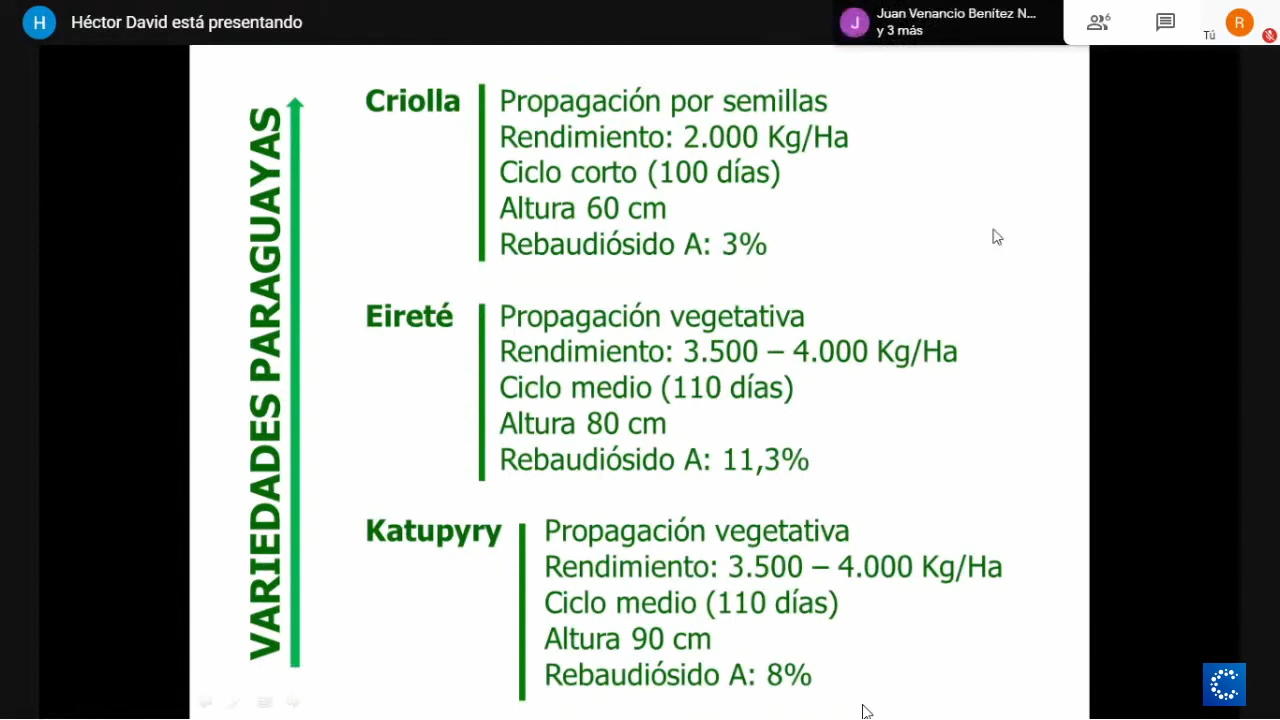 H
Héctor David está presentando
J
Juan Venancio Benítez N...
y 3 más
6
Tú
R
VARIEDADES PARAGUAYAS
Criolla
Propagación por semillas
Rendimiento: 2.000 Kg/Ha
Ciclo corto (100 días)
Altura 60 cm
Rebaudiósido A: 3%
Eireté
Propagación vegetativa
Rendimiento: 3.500 – 4.000 Kg/Ha
Ciclo medio (110 días)
Altura 80 cm
Rebaudiósido A: 11,3%
Katupyry
Propagación vegetativa
Rendimiento: 3.500 – 4.000 Kg/Ha
Ciclo medio (110 días)
Altura 90 cm
Rebaudiósido A: 8%